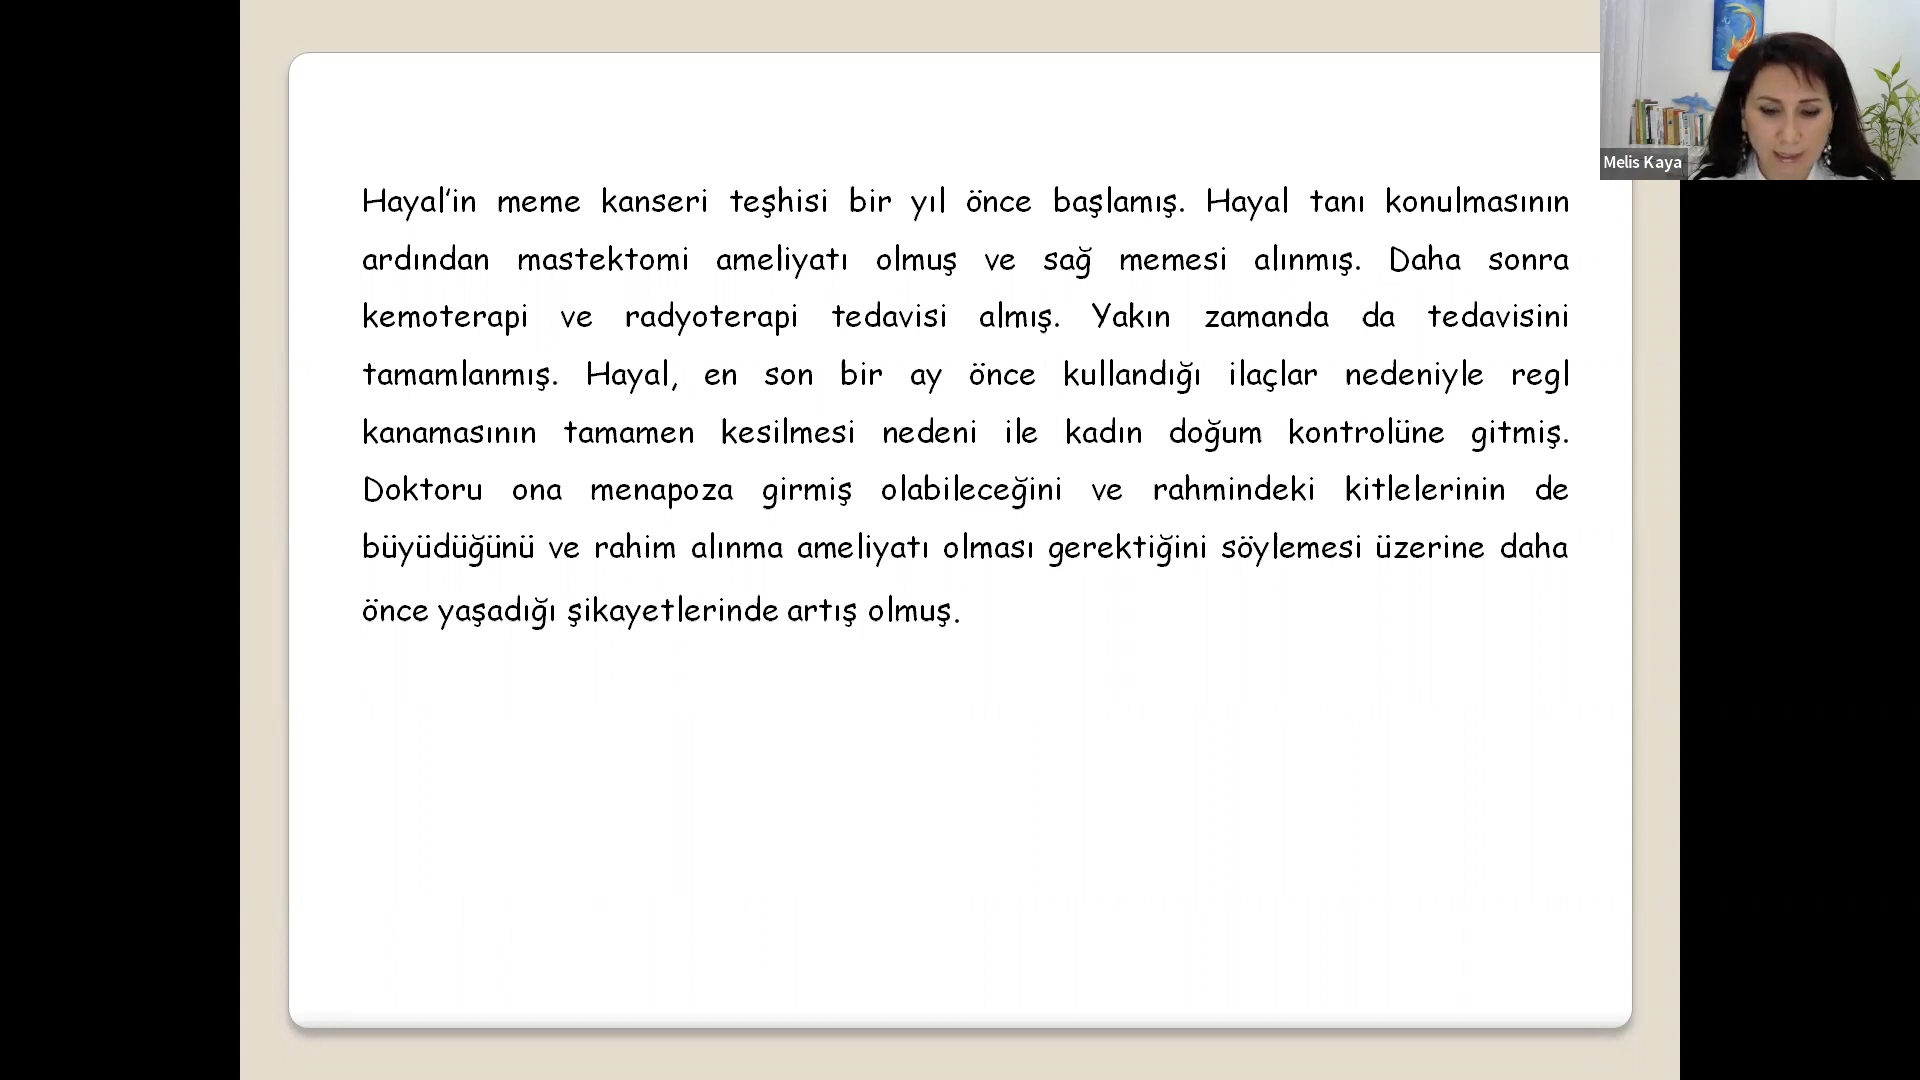 Melis Kaya
Hayal’in meme kanseri teşhisi bir yıl önce başlamış. Hayal tanı konulmasının
ardından mastektomi ameliyatı olmuş ve sağ memesi alınmış. Daha sonra
kemoterapi ve radyoterapi tedavisi almış. Yakın zamanda da tedavisini
tamamlanmış. Hayal, en son bir ay önce kullandığı ilaçlar nedeniyle regl
kanamasının tamamen kesilmesi nedeni ile kadın doğum kontrolüne gitmiş.
Doktoru ona menapoza girmiş olabileceğini ve rahmindeki kitlelerinin de
büyüdüğünü ve rahim alınma ameliyatı olması gerektiğini söylemesi üzerine daha
önce yaşadığı şikayetlerinde artış olmuş.